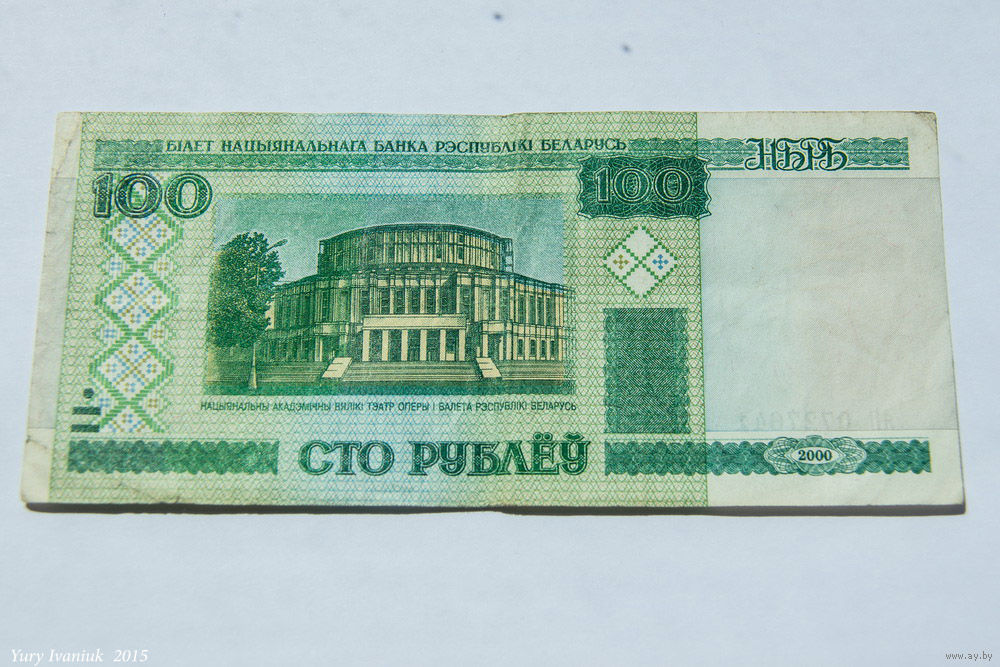 БІЛЕТ НАЦЫЯНАЛЬНАГА БАНКА РЭСПУБЛІКІ БЕЛАРУСЬ
НБРБ
100
100
НАЦЫЯНАЛЬНЫ АКАДЭМІЧНЫ ВЯЛІКІ ТЭАТР ОПЕРЫ І БАЛЕТА РЭСПУБЛІКІ БЕЛАРУСЬ
СТО РУБЛЁЎ
2000
Yury Ivaniuk 2015
www.ay.by